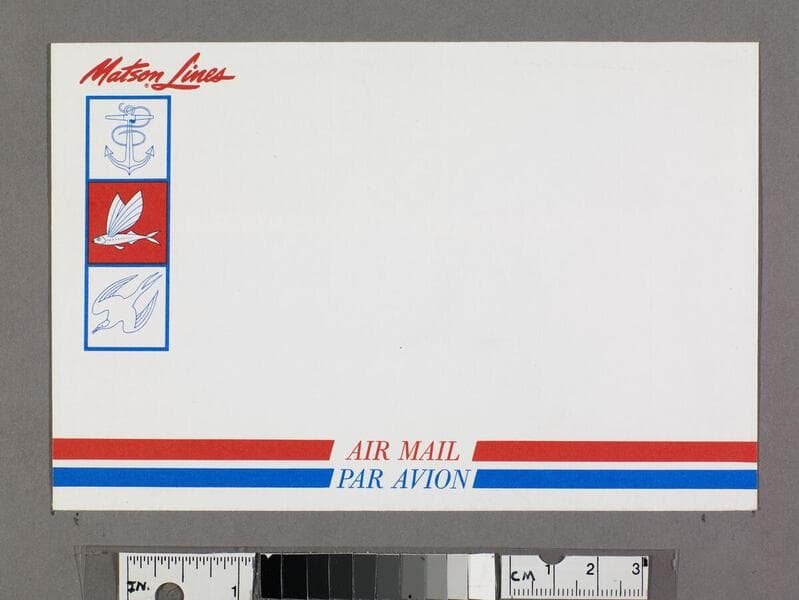 Matson Lines
®
AIR MAIL
PAR AVION
IN.
1
CM
1
2
3